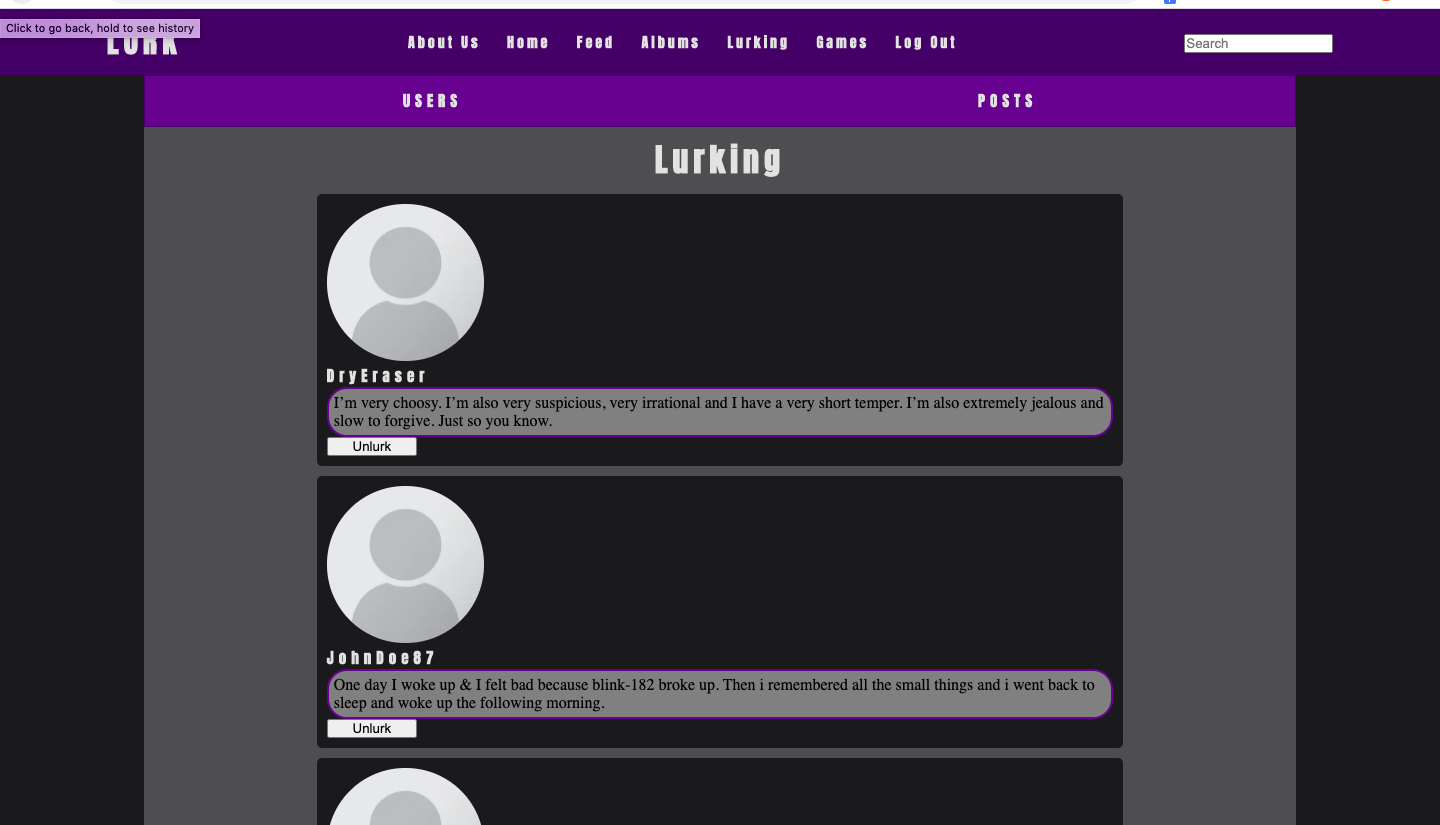 Click to go back, hold to see history
LURK
About Us Home Feed Albums Lurking Games Log Out
Search
USERS POSTS
Lurking
DryEraser
I'm very choosy. I'm also very suspicious, very irrational and I have a very short temper. I'm also extremely jealous and
slow to forgive. Just so you know.
Unlurk
JohnDoe87
One day I woke up & I felt bad because blink-182 broke up. Then i remembered all the small things and i went back to
sleep and woke up the following morning.
Unlurk